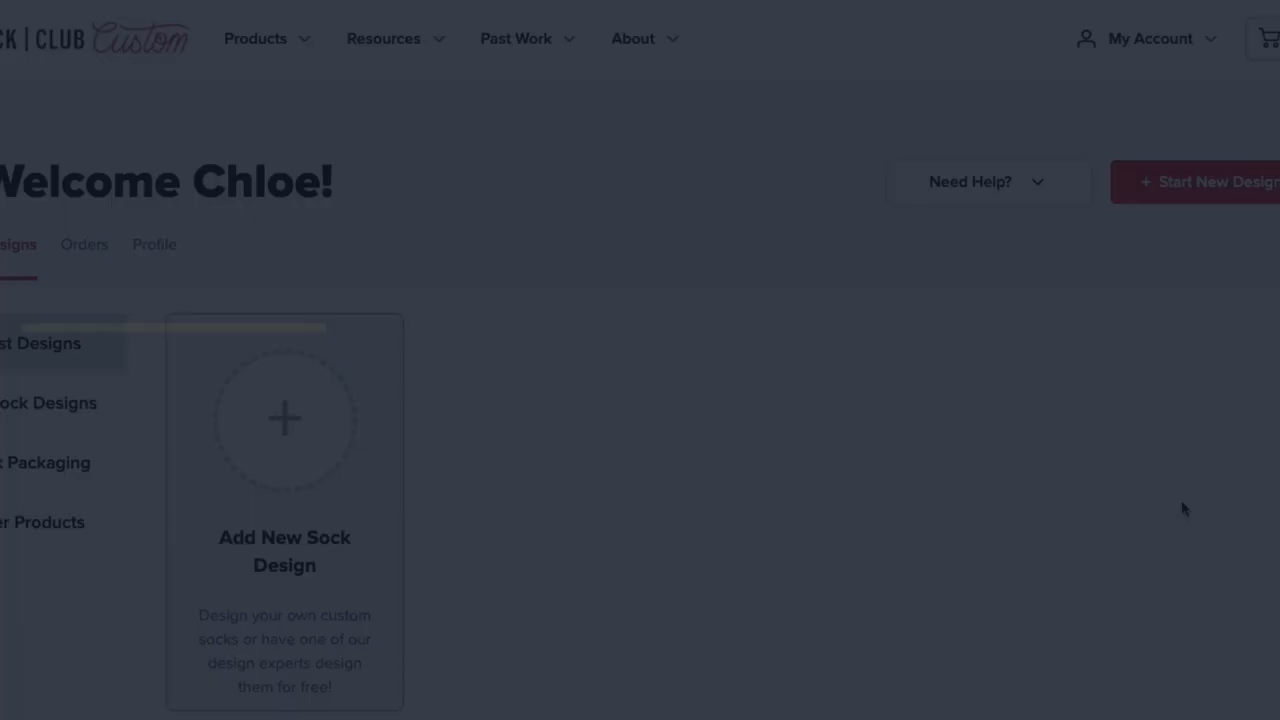 CK | CLUB Custom
Products
Resources
Past Work
About
My Account
Welcome Chloe!
Need Help?
+ Start New Design
signs
Orders
Profile
st Designs
ock Designs
k Packaging
er Products
Add New Sock
Design
Design your own custom
socks or have one of our
design experts design
them for free!